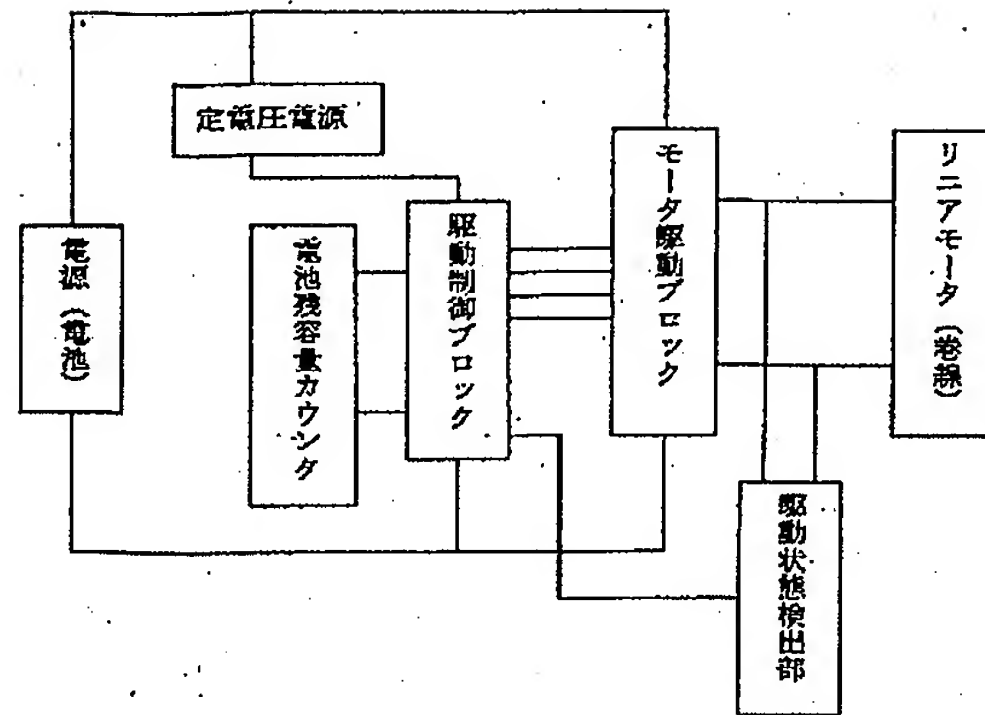 定電圧電源
電源（電池）
電池残容量カウンタ
駆動制御ブロック
モータ駆動ブロック
リニアモータ（巻線）
駆動状態検出部